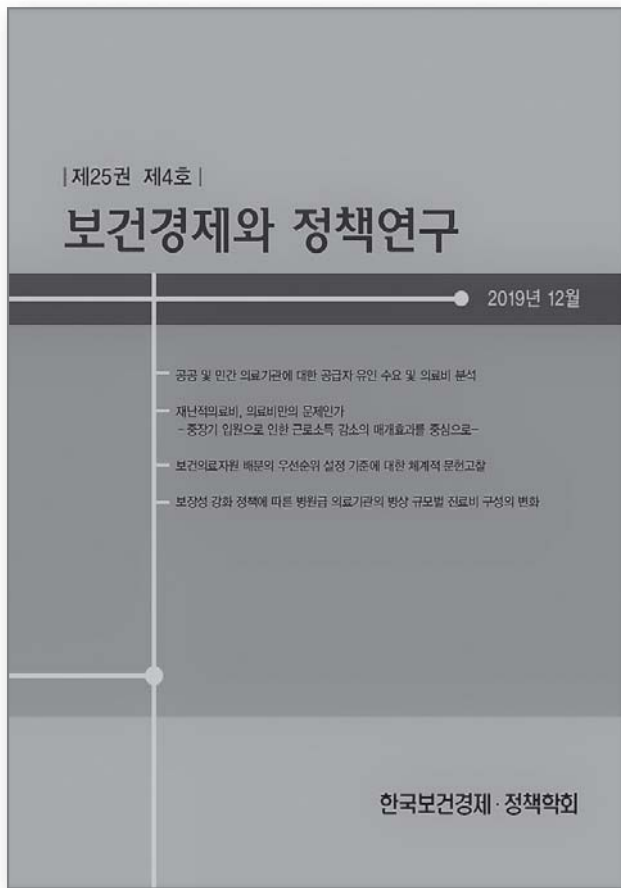 |제25권 제4호|
보건경제와 정책연구
2019년 12월
공공 및 민간 의료기관에 대한 공급자 유인 수요 및 의료비 분석
재난적의료비, 의료비만의 문제인가
-중장기 입원으로 인한 근로소득 감소의 매개효과를 중심으로-
보건의료자원 배분의 우선순위 설정 기준에 대한 체계적 문헌고찰
보장성 강화 정책에 따른 병원급 의료기관의 병상 규모별 진료비 구성의 변화
한국보건경제·정책학회